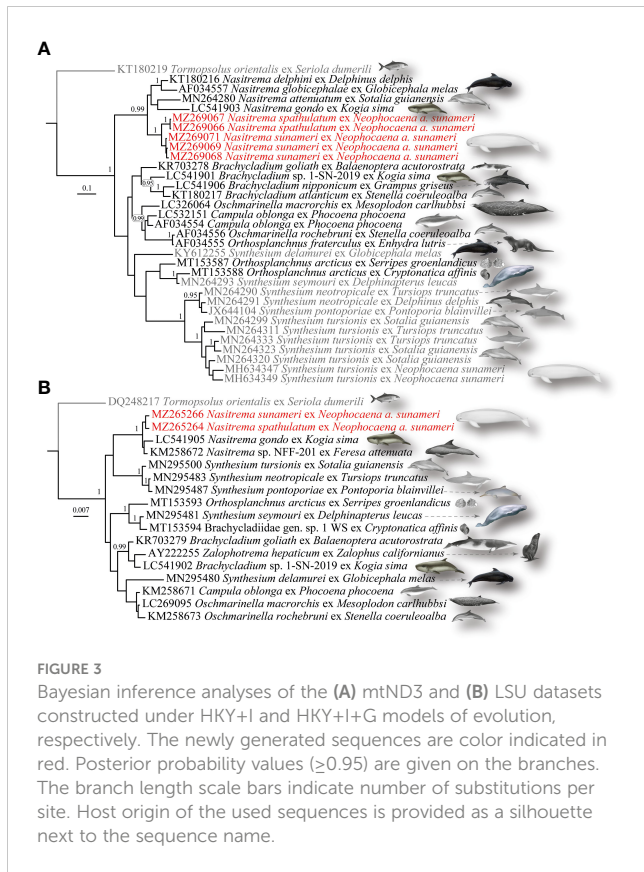 A
KT180219 Tormopsolus orientalis ex Seriola dumerili
KT180216 Nasitrema delphini ex Delphinus delphis
AF034557 Nasitrema globicephalae ex Globicephala melas
MN264280 Nasitrema attenuatum ex Sotalia guianensis
LC541903 Nasitrema gondo ex Kogia sima
MZ269067 Nasitrema spathulatum ex Neophocaena a. sunameri
MZ269066 Nasitrema spathulatum ex Neophocaena a. sunameri
MZ269071 Nasitrema sunameri ex Neophocaena a. sunameri
MZ269069 Nasitrema sunameri ex Neophocaena a. sunameri
MZ269068 Nasitrema sunameri ex Neophocaena a. sunameri
KR703278 Brachycladium goliath ex Balaenoptera acutorostrata
LC541901 Brachycladium sp. 1-SN-2019 ex Kogia sima
LC541906 Brachycladium nipponicum ex Grampus griseus
KT180217 Brachycladium atlanticum ex Stenella coeruleoalba
LC326064 Oschmarinella macrorchis ex Mesoplodon carlhubbsi
LC532151 Campula oblonga ex Phocoena phocoena
AF034554 Campula oblonga ex Phocoena phocoena
AF034556 Oschmarinella rochebruni ex Stenella coeruleoalba
AF034555 Orthosplanchnus fraterculus ex Enhydra lutris
KY612255 Synthesium delamurei ex Globicephala melas
MT153587 Orthosplanchnus arcticus ex Serripes groenlandicus
MT153588 Orthosplanchnus arcticus ex Cryptonatica affinis
MN264293 Synthesium seymouri ex Delphinapterus leucas
MN264290 Synthesium neotropicale ex Tursiops truncatus
MN264291 Synthesium neotropicale ex Delphinus delphis
JX644104 Synthesium pontoporiae ex Pontoporia blainvillei
MN264299 Synthesium tursionis ex Sotalia guianensis
MN264311 Synthesium tursionis ex Tursiops truncatus
MN264333 Synthesium tursionis ex Tursiops truncatus
MN264323 Synthesium tursionis ex Sotalia guianensis
MN264320 Synthesium tursionis ex Sotalia guianensis
MH634347 Synthesium tursionis ex Neophocaena sunameri
MH634349 Synthesium tursionis ex Neophocaena sunameri
0.1
B
DQ248217 Tormopsolus orientalis ex Seriola dumerili
MZ265266 Nasitrema sunameri ex Neophocaena a. sunameri
MZ265264 Nasitrema spathulatum ex Neophocaena a. sunameri
LC541905 Nasitrema gondo ex Kogia sima
KM258672 Nasitrema sp. NFF-201 ex Feresa attenuata
MN295500 Synthesium tursionis ex Sotalia guianensis
MN295483 Synthesium neotropicale ex Tursiops truncatus
MN295487 Synthesium pontoporiae ex Pontoporia blainvillei
MT153593 Orthosplanchnus arcticus ex Serripes groenlandicus
MN295481 Synthesium seymouri ex Delphinapterus leucas
MT153594 Brachycladiidae gen. sp. 1 WS ex Cryptonatica affinis
KR703279 Brachycladium goliath ex Balaenoptera acutorostrata
AY222255 Zalophotrema hepaticum ex Zalophus californianus
LC541902 Brachycladium sp. 1-SN-2019 ex Kogia sima
MN295480 Synthesium delamurei ex Globicephala melas
KM258671 Campula oblonga ex Phocoena phocoena
LC269095 Oschmarinella macrorchis ex Mesoplodon carlhubbsi
KM258673 Oschmarinella rochebruni ex Stenella coeruleoalba
0.007
FIGURE 3
Bayesian inference analyses of the (A) mtND3 and (B) LSU datasets
constructed under HKY+I and HKY+I+G models of evolution,
respectively. The newly generated sequences are color indicated in
red. Posterior probability values (≥0.95) are given on the branches.
The branch length scale bars indicate number of substitutions per
site. Host origin of the used sequences is provided as a silhouette
next to the sequence name.